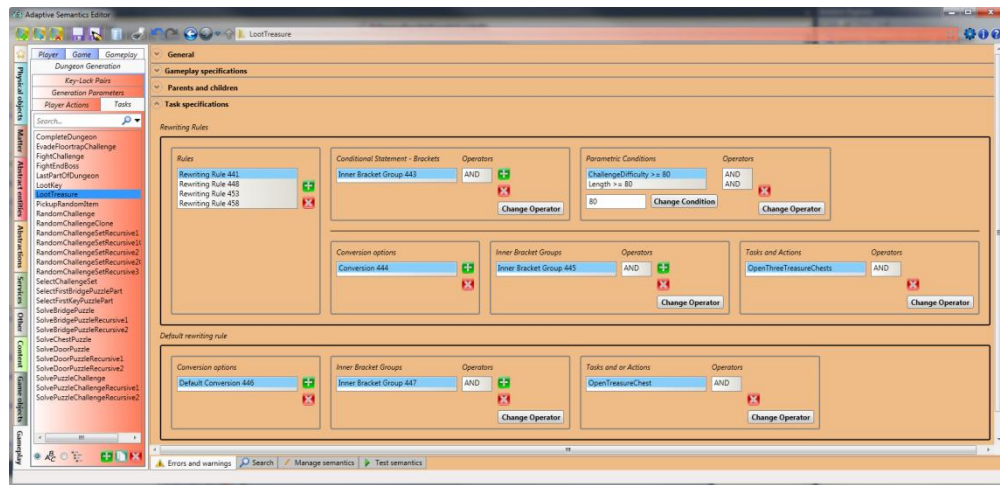 Adaptive Semantics Editor
LootTreasure
Player Game Gameplay
Dungeon Generation
Key-Lock Pairs
Generation Parameters
Player Actions Tasks
Search...
CompleteDungeon
EvadeFloortrapChallenge
FightChallenge
FightEndBoss
LastPartOfDungeon
LootKey
LootTreasure
PickupRandomItem
RandomChallenge
RandomChallengeClone
RandomChallengeSetRecursive1
RandomChallengeSetRecursive1(
RandomChallengeSetRecursive2
RandomChallengeSetRecursive2(
RandomChallengeSetRecursive3
SelectChallengeSet
SelectFirstBridgePuzzlePart
SelectFirstKeyPuzzlePart
SolveBridgePuzzle
SolveBridgePuzzleRecursive1
SolveBridgePuzzleRecursive2
SolveChestPuzzle
SolveDoorPuzzle
SolveDoorPuzzleRecursive1
SolveDoorPuzzleRecursive2
SolvePuzzleChallenge
SolvePuzzleChallengeRecursive1
SolvePuzzleChallengeRecursive2
Physical objects
Matter
Abstract entities
Abstractions
Services
Other
Content
Game objects
Gameplay
General
Gameplay specifications
Parents and children
Task specifications
Rewriting Rules
Rules
Rewriting Rule 441
Rewriting Rule 448
Rewriting Rule 453
Rewriting Rule 458
Conditional Statement - Brackets Operators
Inner Bracket Group 443 AND
Change Operator
Parametric Conditions Operators
ChallengeDifficulty >= 80 AND
Length >= 80 AND
80 Change Condition
Change Operator
Conversion options
Conversion 444
Inner Bracket Groups Operators
Inner Bracket Group 445 AND
Change Operator
Tasks and Actions Operators
OpenThreeTreasureChests AND
Change Operator
Default rewriting rule
Conversion options
Default Conversion 446
Inner Bracket Groups Operators
Inner Bracket Group 447 AND
Change Operator
Tasks and or Actions Operators
OpenTreasureChest AND
Change Operator
Errors and warnings Search Manage semantics Test semantics